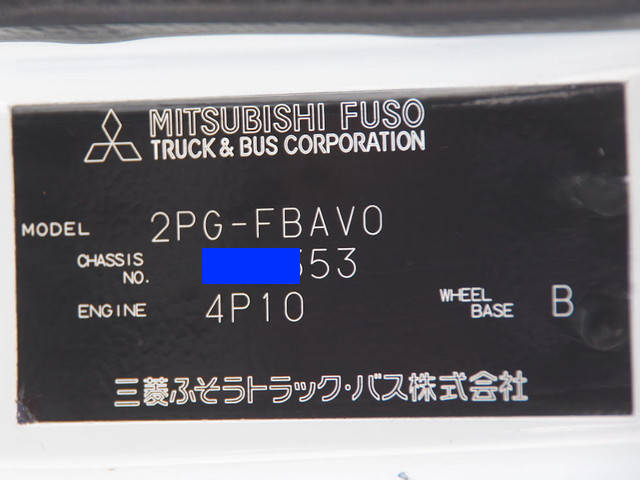 MITSUBISHI FUSO
TRUCK & BUS CORPORATION
MODEL 2PG-FBAV0
CHASSIS NO. 53
ENGINE 4P10
WHEEL BASE B
三菱ふそうトラック・バス株式会社